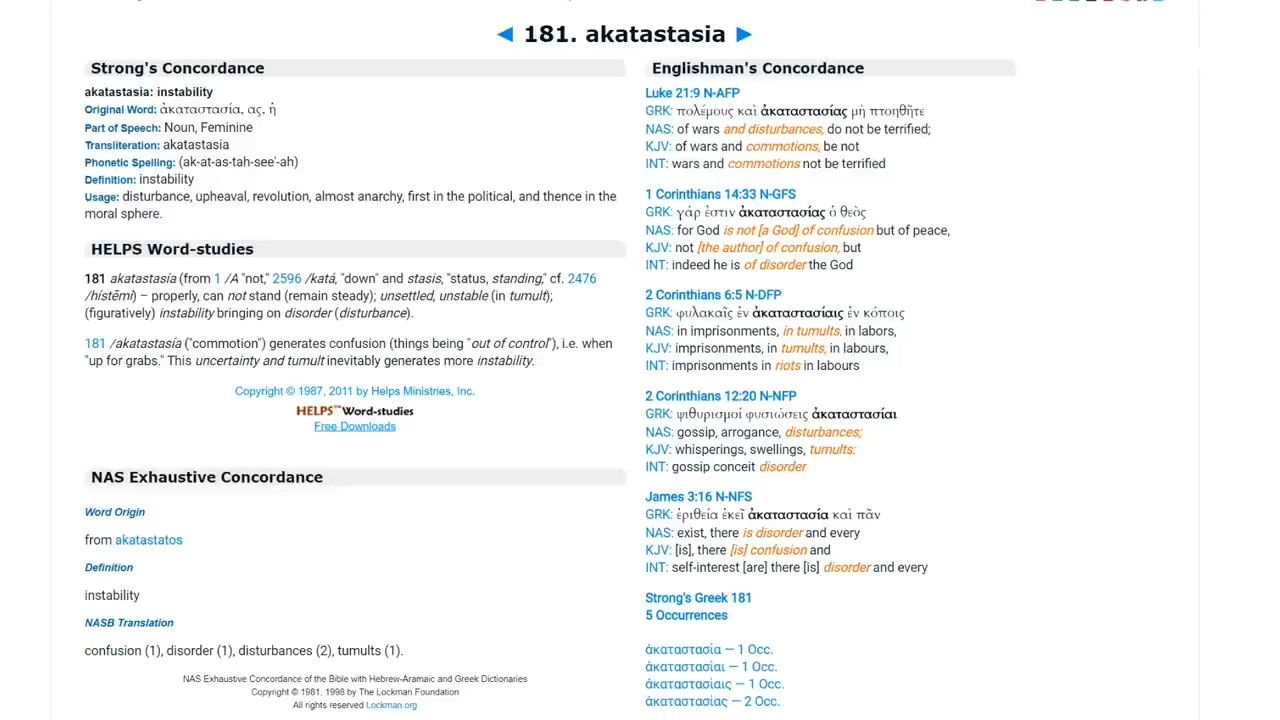 ◄ 181. akatastasia ►
Strong's Concordance
akatastasia: instability
Original Word: ἀκαταστασία, ας, ἡ
Part of Speech: Noun, Feminine
Transliteration: akatastasia
Phonetic Spelling: (ak-at-as-tah-see'-ah)
Definition: instability
Usage: disturbance, upheaval, revolution, almost anarchy, first in the political, and thence in the
moral sphere.
HELPS Word-studies
181 akatastasía (from 1 /A "not," 2596 /katá, "down" and stasis, "status, standing," cf. 2476
/hístēmi) – properly, can not stand (remain steady); unsettled, unstable (in tumult);
(figuratively) instability bringing on disorder (disturbance).
181 /akatastasía ("commotion") generates confusion (things being "out of control"), i.e. when
"up for grabs." This uncertainty and tumult inevitably generates more instability.
Copyright © 1987, 2011 by Helps Ministries, Inc.
HELPS™Word-studies
Free Downloads
NAS Exhaustive Concordance
Word Origin
from akatastatos
Definition
instability
NASB Translation
confusion (1), disorder (1), disturbances (2), tumults (1).
NAS Exhaustive Concordance of the Bible with Hebrew-Aramaic and Greek Dictionaries
Copyright © 1981, 1998 by The Lockman Foundation
All rights reserved Lockman.org
Englishman's Concordance
Luke 21:9 N-AFP
GRK: πολέμους καὶ ἀκαταστασίας μὴ πτοηθῆτε
NAS: of wars and disturbances, do not be terrified;
KJV: of wars and commotions, be not
INT: wars and commotions not be terrified
1 Corinthians 14:33 N-GFS
GRK: γάρ ἐστιν ἀκαταστασίας ὁ θεὸς
NAS: for God is not [a God] of confusion but of peace,
KJV: not [the author] of confusion, but
INT: indeed he is of disorder the God
2 Corinthians 6:5 N-DFP
GRK: φυλακαῖς ἐν ἀκαταστασίαις ἐν κόποις
NAS: in imprisonments, in tumults, in labors,
KJV: imprisonments, in tumults, in labours,
INT: imprisonments in riots in labours
2 Corinthians 12:20 N-NFP
GRK: ψιθυρισμοί φυσιώσεις ἀκαταστασίαι
NAS: gossip, arrogance, disturbances;
KJV: whisperings, swellings, tumults:
INT: gossip conceit disorder
James 3:16 N-NFS
GRK: ἐριθεία ἐκεῖ ἀκαταστασία καὶ πᾶν
NAS: exist, there is disorder and every
KJV: [is], there [is] confusion and
INT: self-interest [are] there [is] disorder and every
Strong's Greek 181
5 Occurrences
ἀκαταστασία — 1 Occ.
ἀκαταστασίαι — 1 Occ.
ἀκαταστασίαις — 1 Occ.
ἀκαταστασίας — 2 Occ.